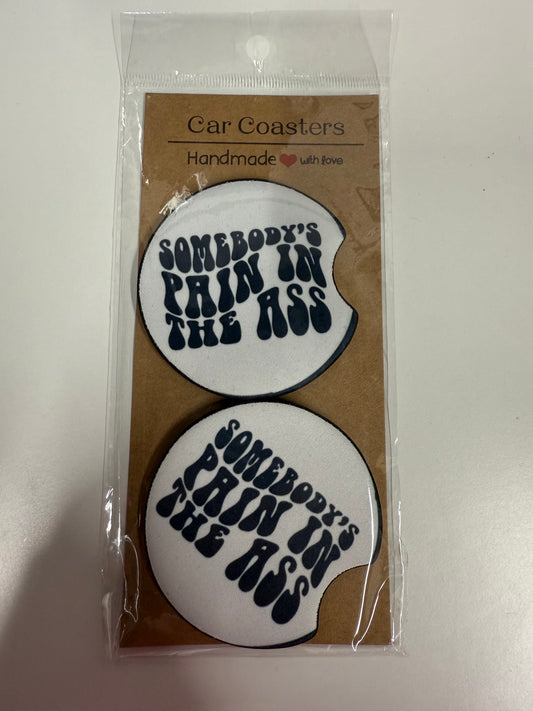 Car Coasters
Handmade with love
SOMEBODY'S
PAIN IN
THE ASS
SOMEBODY'S
PAIN IN
THE ASS